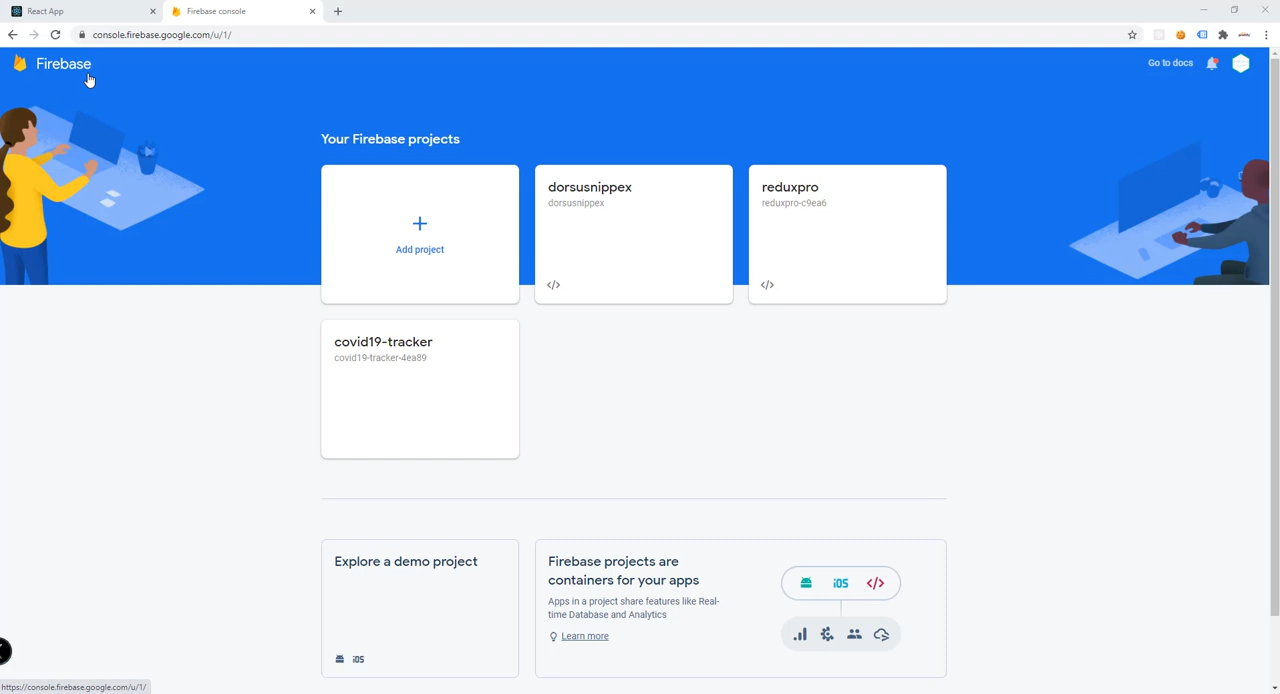 React App
Firebase console
console.firebase.google.com/u/1/
Firebase
Go to docs
Your Firebase projects
Add project
dorsusnippex
dorsusnippex
</>
reduxpro
reduxpro-c9ea6
</>
covid19-tracker
covid19-tracker-4ea89
Explore a demo project
iOS
Firebase projects are
containers for your apps
Apps in a project share features like Real-
time Database and Analytics
Learn more
iOS </>
https://console.firebase.google.com/u/1/